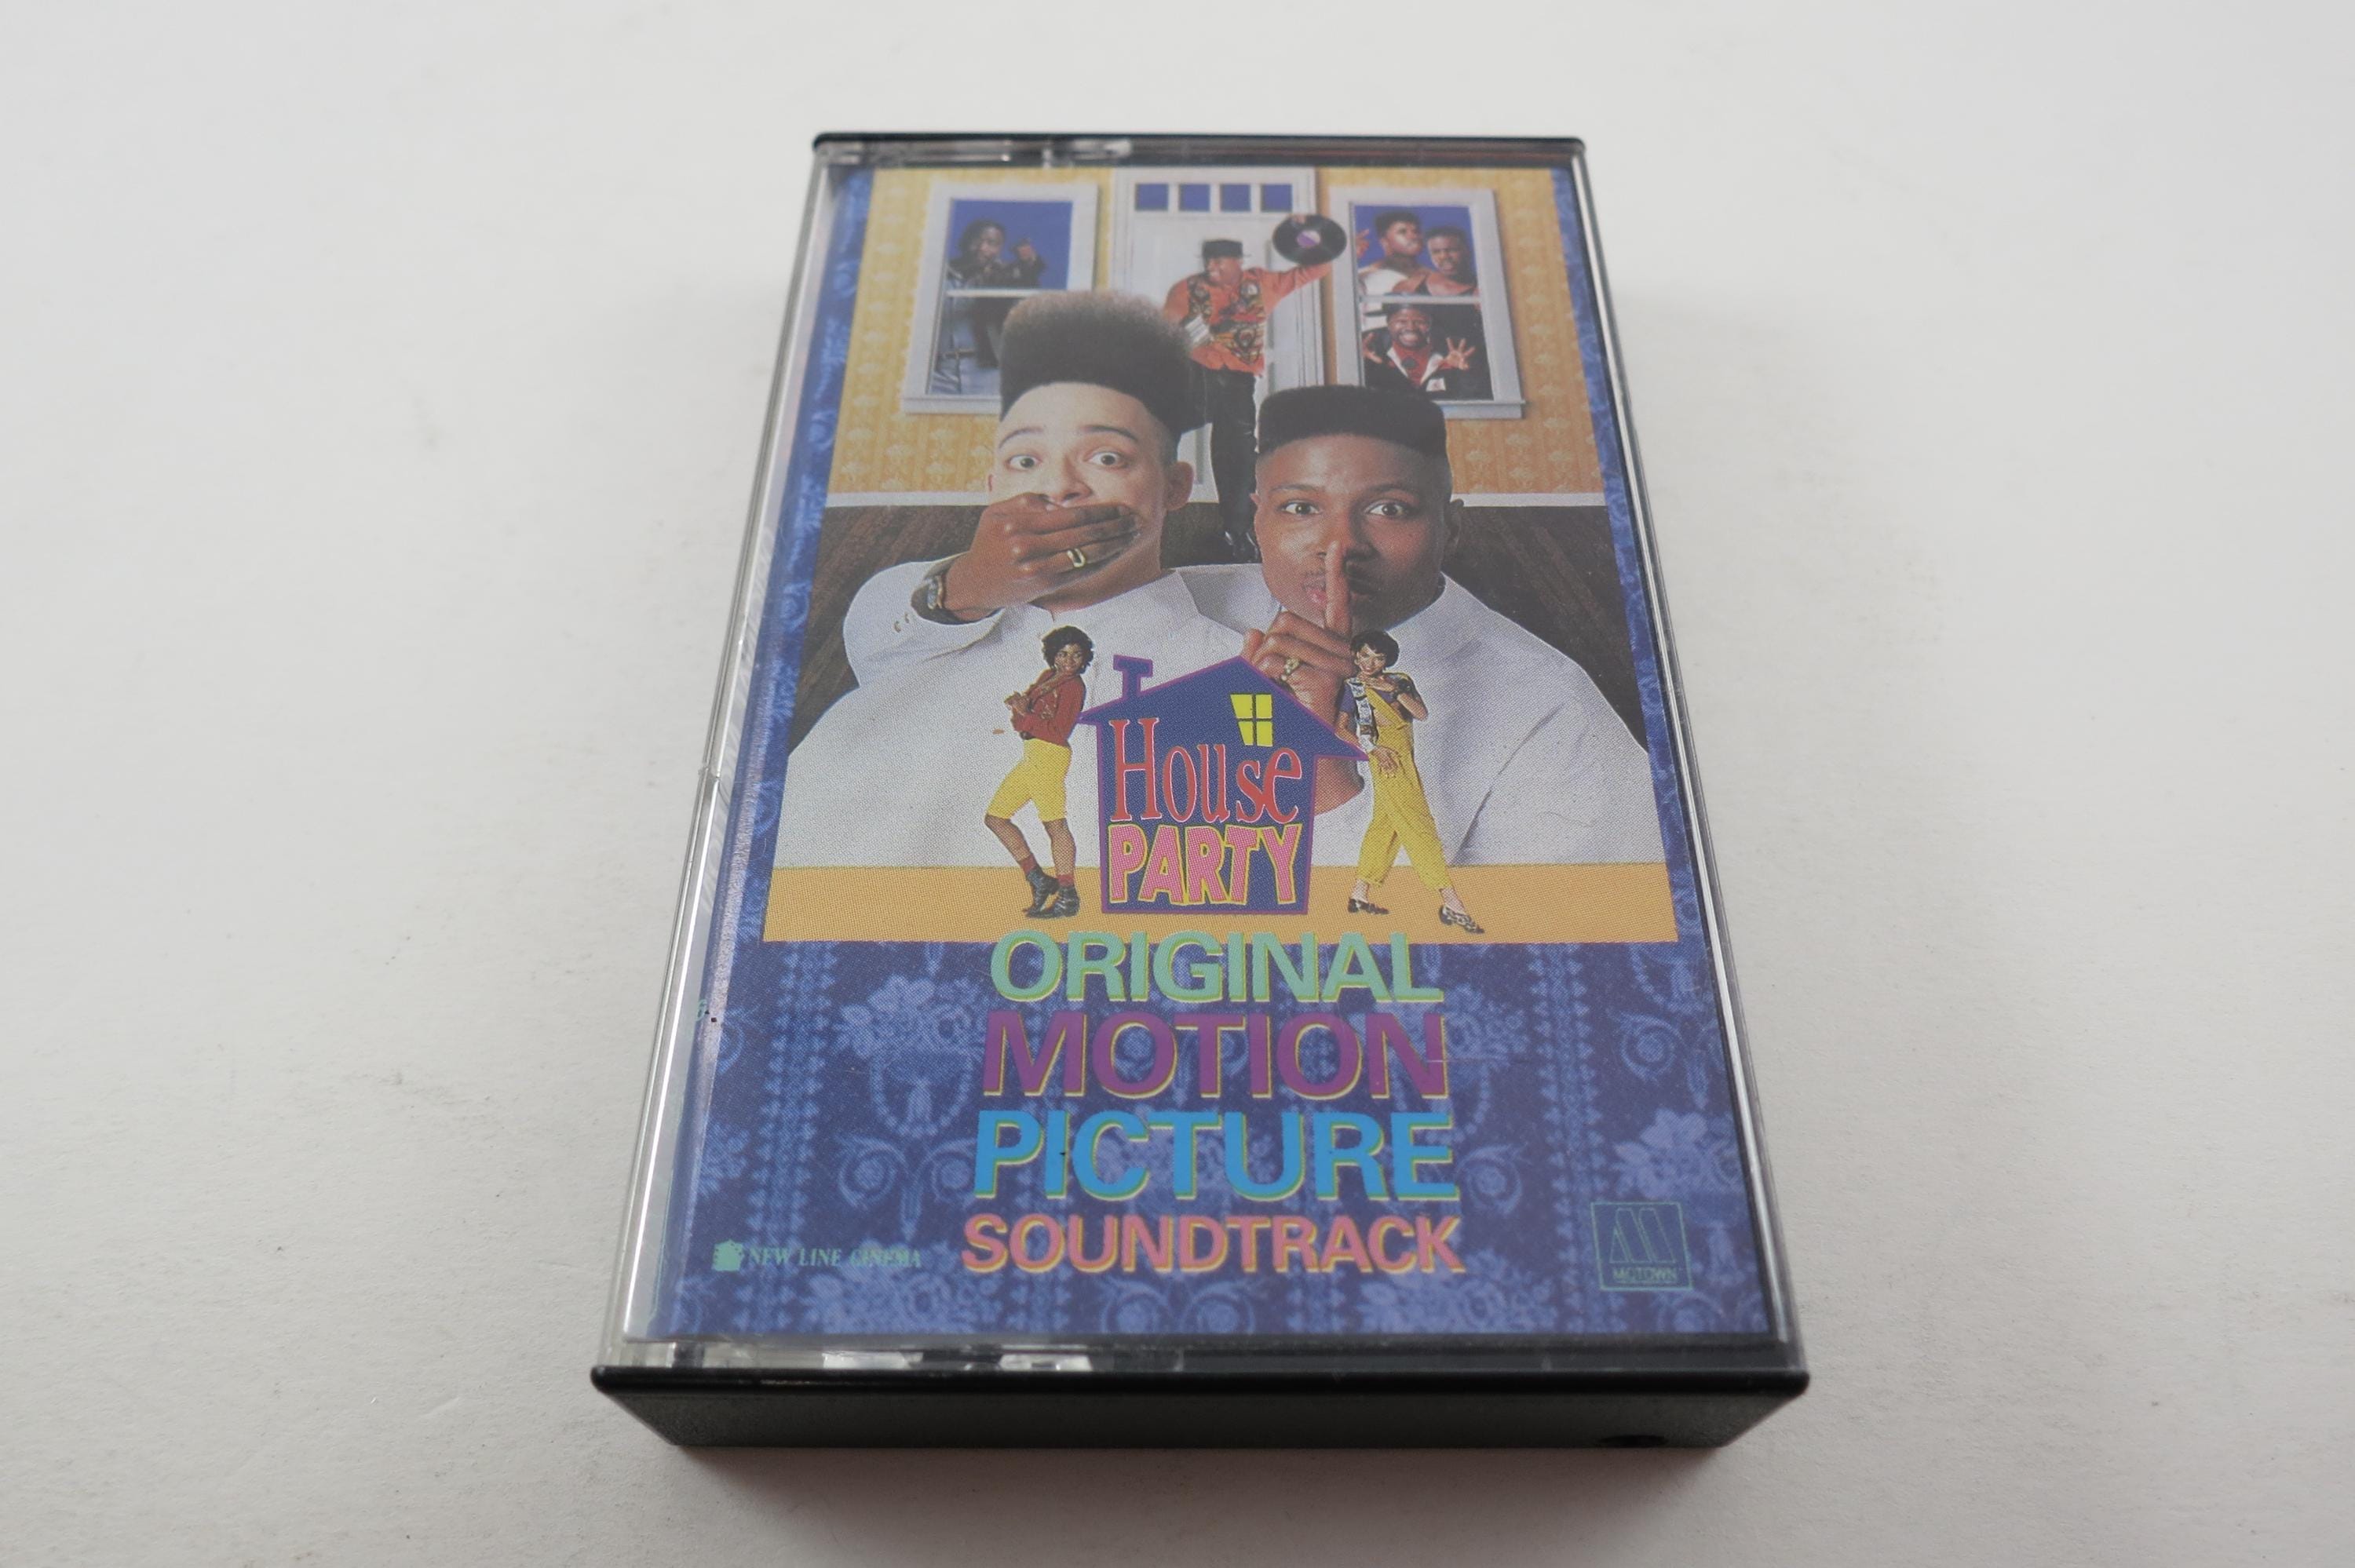 House
PARTY
ORIGINAL
MOTION
PICTURE
SOUNDTRACK
NEW LINE CINEMA
MOTOWN